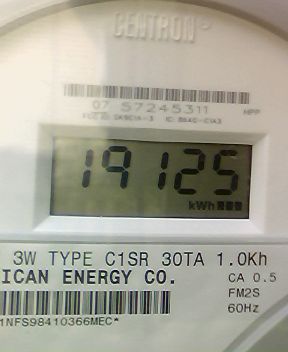 CENTRON
07 57245311
19125
kWh
3W TYPE C1SR 30TA 1.0Kh
ICAN ENERGY CO.
CA 0.5
FM2S
60Hz
1NFS98410366MEC*